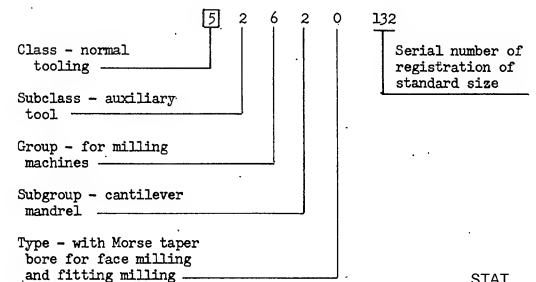 5 2 6 2 0 132
Class - normal
tooling
Serial number of
registration of
standard size
Subclass - auxiliary
tool
Group - for milling
machines
Subgroup - cantilever
mandrel
Type - with Morse taper
bore for face milling
and fitting milling
STAT